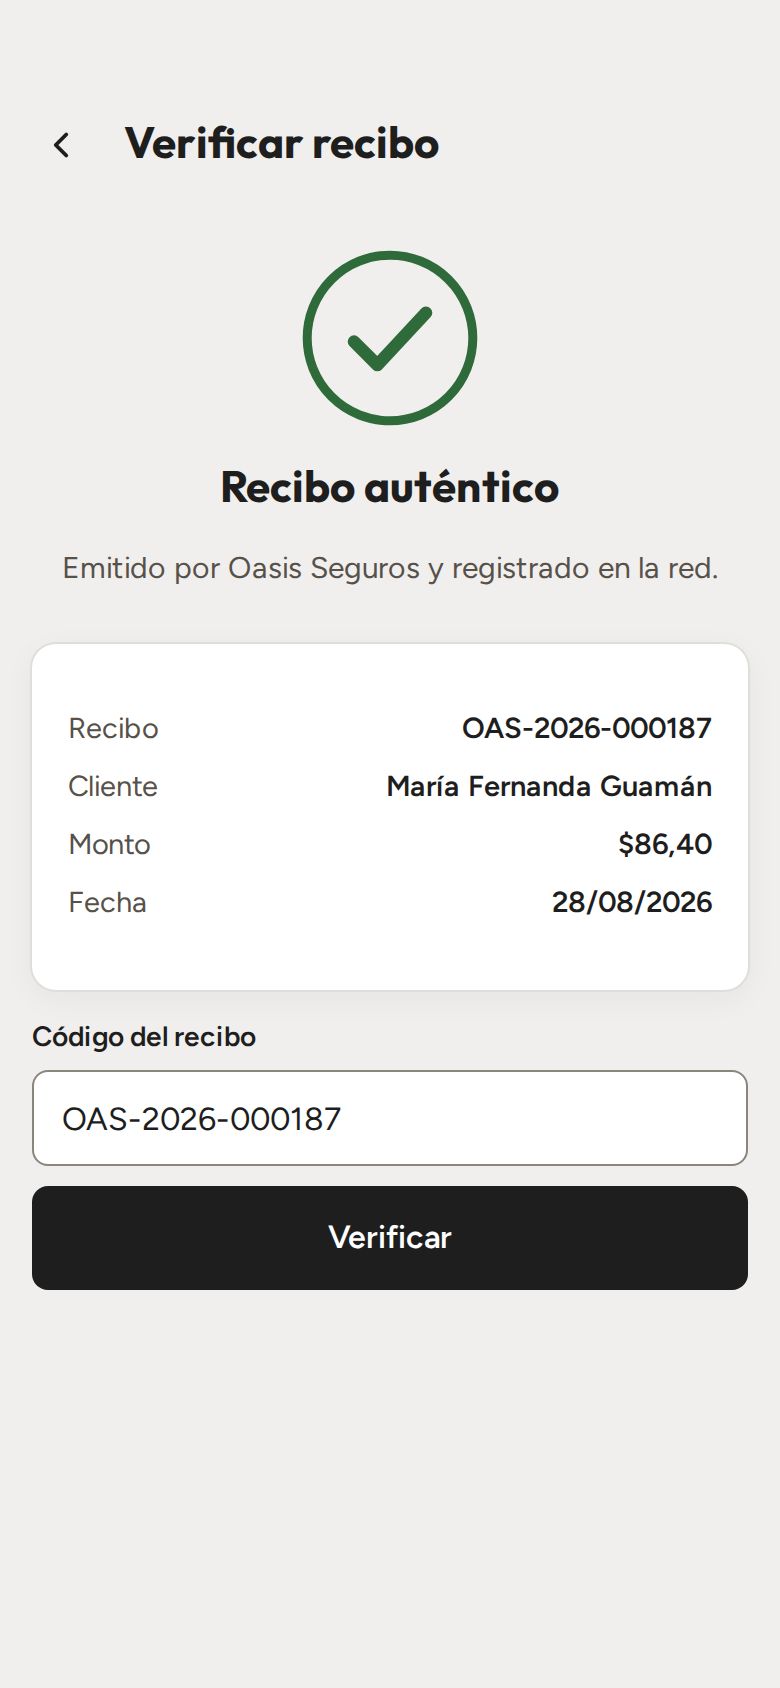 Verificar recibo
Recibo auténtico
Emitido por Oasis Seguros y registrado en la red.
Recibo OAS-2026-000187
Cliente María Fernanda Guamán
Monto $86,40
Fecha 28/08/2026
Código del recibo
OAS-2026-000187
Verificar